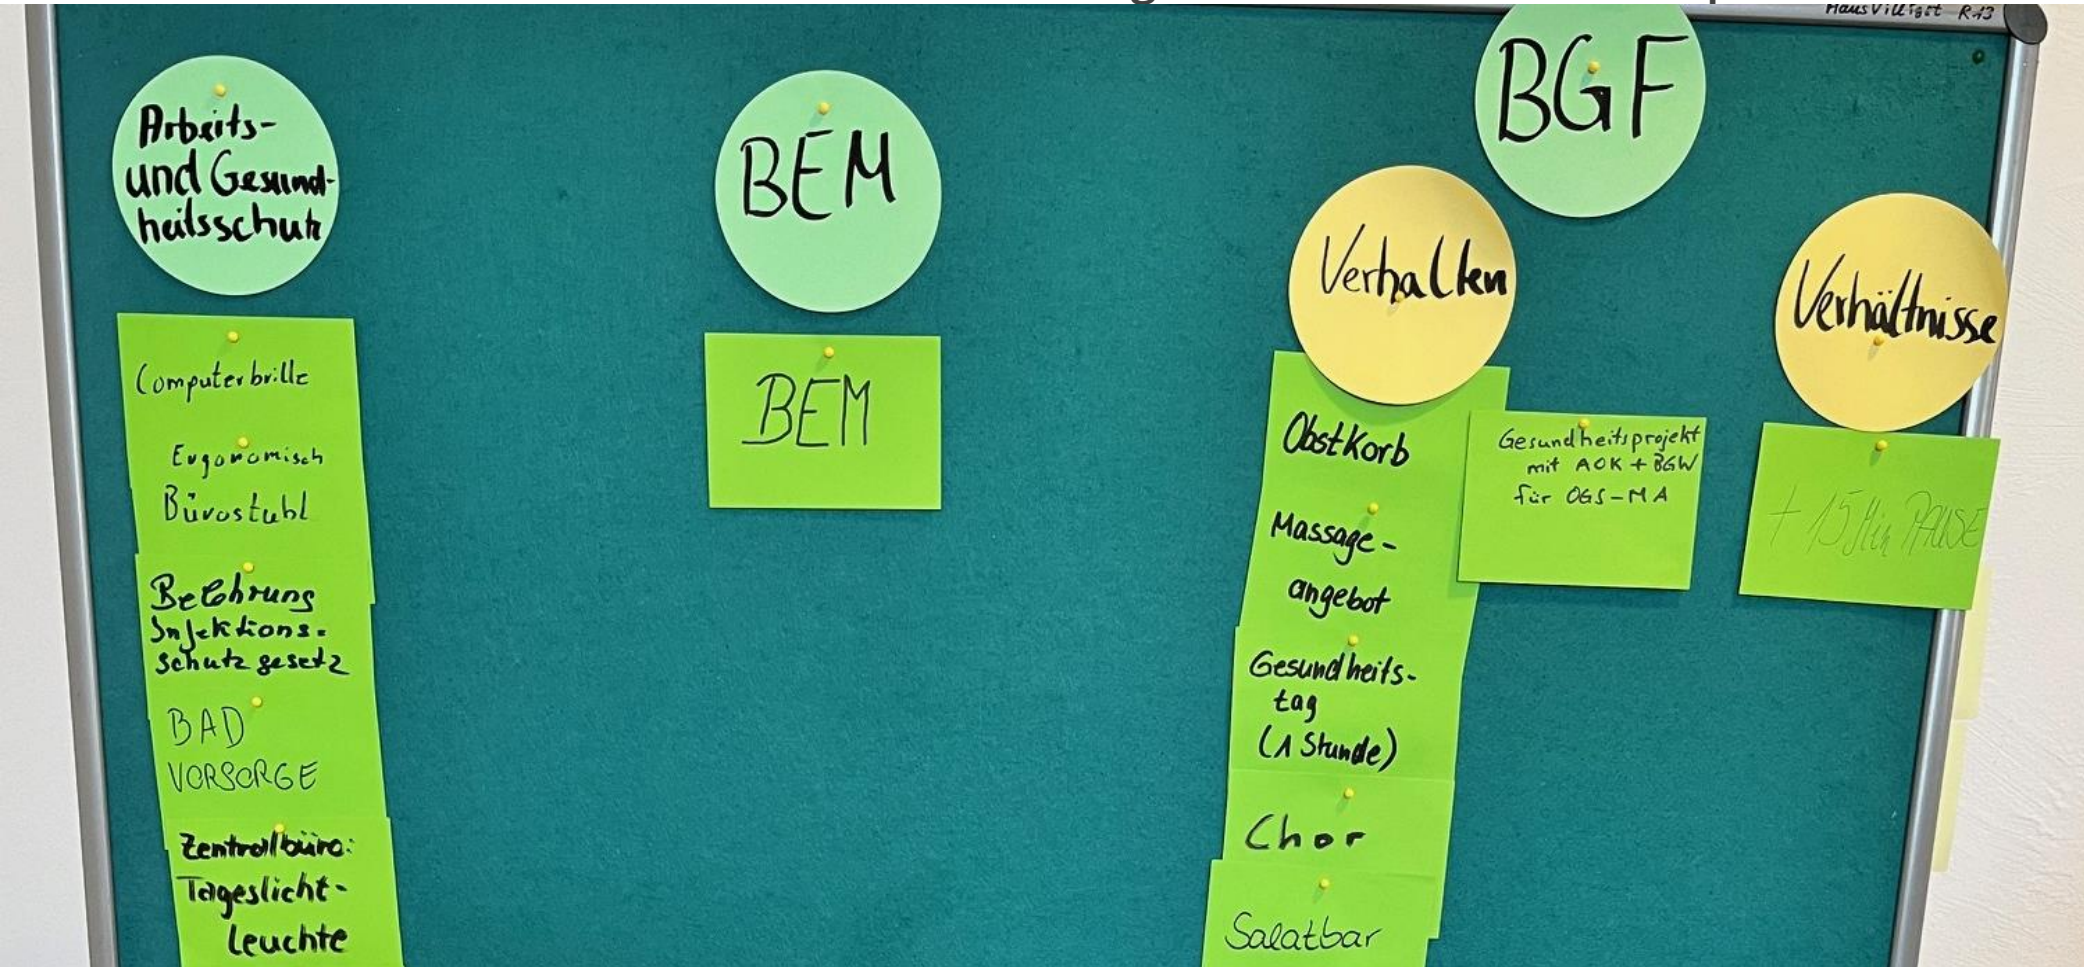 Haus Villigst R.13
Arbeits-
und Gesund-
heitsschutz
Computerbrille
Ergonomisch
Bürostuhl
Belehrung
Infektions-
schutzgesetz
BAD
VORSORGE
Zentralbüro:
Tageslicht-
leuchte
BEM
BEM
BGF
Verhalten
Obstkorb
Massage-
angebot
Gesundheits-
tag
(1 Stunde)
Chor
Salatbar
Gesundheitsprojekt
mit AOK + BGW
für OGS-MA
Verhältnisse
+ 15 Min PAUSE